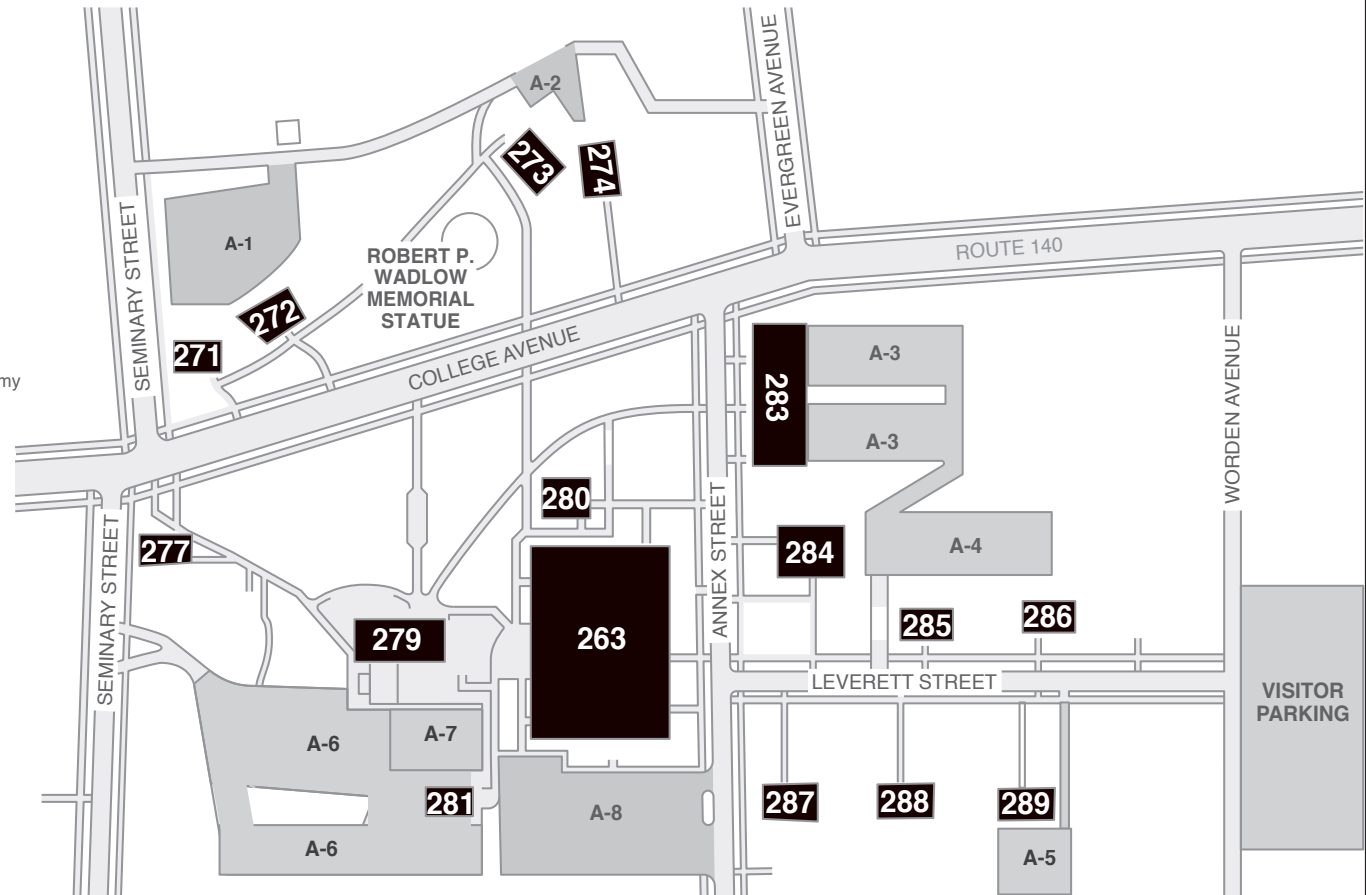 EVERGREEN AVENUE
A-2
273
274
SEMINARY STREET
A-1
ROBERT P.
WADLOW
MEMORIAL
STATUE
ROUTE 140
272
271
COLLEGE AVENUE
my
A-3
283
A-3
WORDEN AVENUE
280
277
ANNEX STREET
284
A-4
SEMINARY STREET
279
263
285
286
LEVERETT STREET
VISITOR
PARKING
A-6
A-7
281
A-8
287
288
289
A-6
A-5